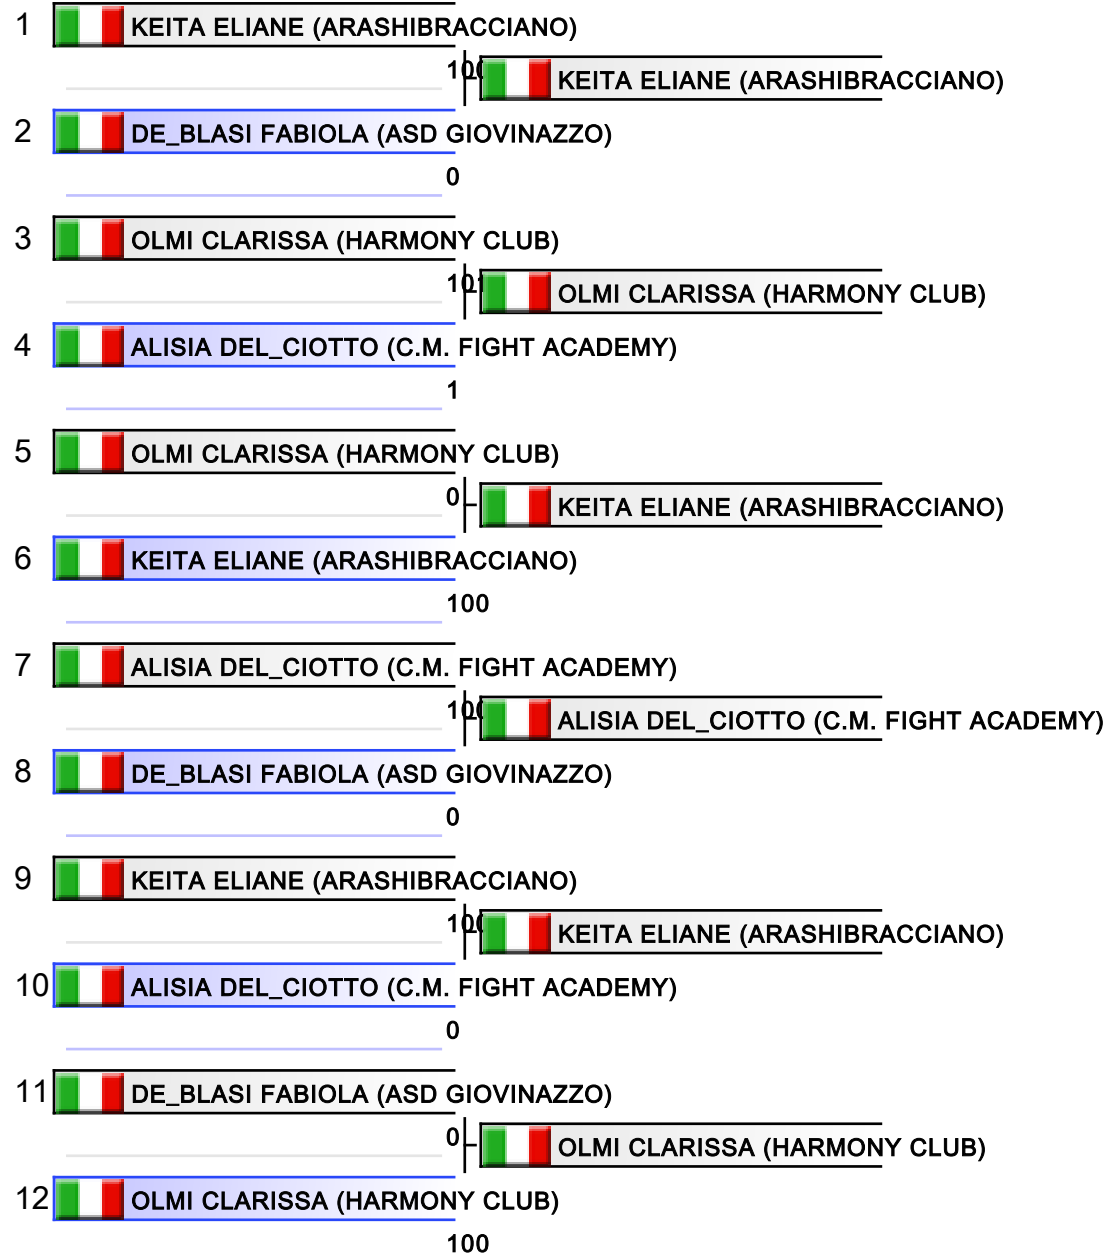 1 KEITA ELIANE (ARASHIBRACCIANO)
100 KEITA ELIANE (ARASHIBRACCIANO)
2 DE_BLASI FABIOLA (ASD GIOVINAZZO)
0
3 OLMI CLARISSA (HARMONY CLUB)
101 OLMI CLARISSA (HARMONY CLUB)
4 ALISIA DEL_CIOTTO (C.M. FIGHT ACADEMY)
1
5 OLMI CLARISSA (HARMONY CLUB)
0 KEITA ELIANE (ARASHIBRACCIANO)
6 KEITA ELIANE (ARASHIBRACCIANO)
100
7 ALISIA DEL_CIOTTO (C.M. FIGHT ACADEMY)
100 ALISIA DEL_CIOTTO (C.M. FIGHT ACADEMY)
8 DE_BLASI FABIOLA (ASD GIOVINAZZO)
0
9 KEITA ELIANE (ARASHIBRACCIANO)
100 KEITA ELIANE (ARASHIBRACCIANO)
10 ALISIA DEL_CIOTTO (C.M. FIGHT ACADEMY)
0
11 DE_BLASI FABIOLA (ASD GIOVINAZZO)
0 OLMI CLARISSA (HARMONY CLUB)
12 OLMI CLARISSA (HARMONY CLUB)
100